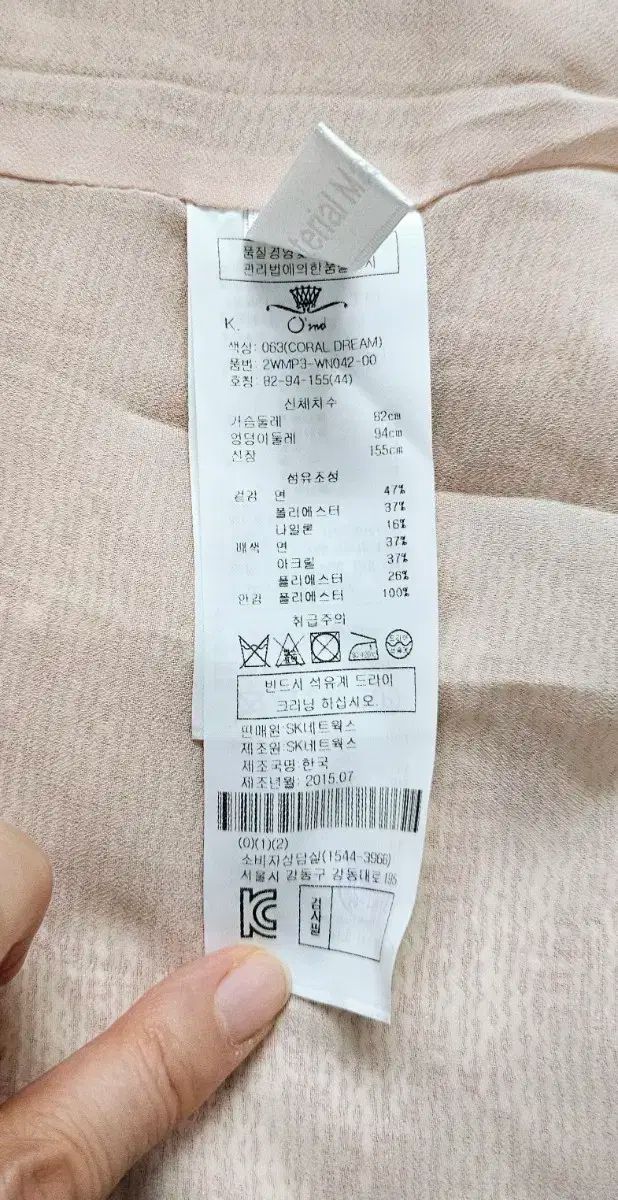 terial M
품질경영
관리법에의한품
K.
O'2nd
색상: 063(CORAL DREAM)
품번: 2WMP3-WN042-00
호칭: 82-94-155(44)
신체치수
가슴둘레 82cm
엉덩이둘레 94cm
신장 155cm
섬유조성
겉감 면 47%
폴리에스터 37%
나일론 16%
배색 면 37%
아크릴 37%
폴리에스터 26%
안감 폴리에스터 100%
취급주의
드라이
반드시 석유계 드라이
크리닝 하십시오.
판매원:SK네트웍스
제조원:SK네트웍스
제조국명:한국
제조년월: 2015.07
(0)(1)(2)
소비자상담실(1544-3966)
서울시 강동구 강동대로 195
KC
검사필